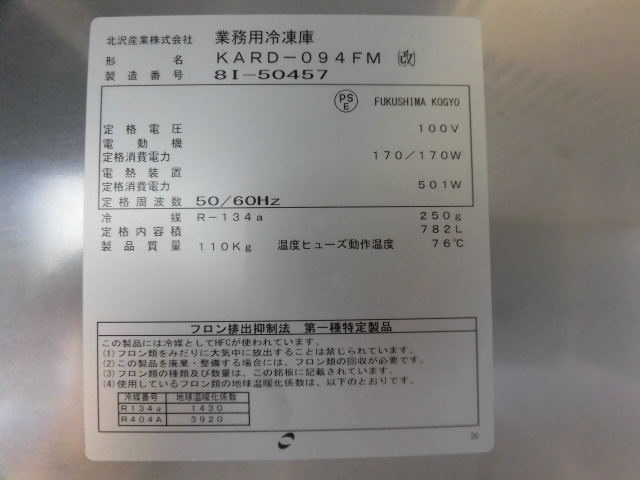 北沢産業株式会社 業務用冷凍庫
形名 KARD-094FM 改
製造番号 8I-50457
PSE FUKUSHIMA KOGYO
定格電圧 100V
電動機
定格消費電力 170/170W
電熱装置
定格消費電力 501W
定格周波数 50/60Hz
冷媒 R-134a 250g
定格内容積 782L
製品質量 110Kg 温度ヒューズ動作温度 76℃
フロン排出抑制法 第一種特定製品
この製品には冷媒としてHFCが使われています。
(1)フロン類をみだりに大気中に放出することは禁じられています。
(2)この製品を廃棄・整備する場合には、フロン類の回収が必要です。
(3)フロン類の種類及び数量は、この銘板に記載されています。
(4)使用しているフロン類の地球温暖化係数は、以下のとおりです。
冷媒番号 地球温暖化係数
R134a 1430
R404A 3920
20